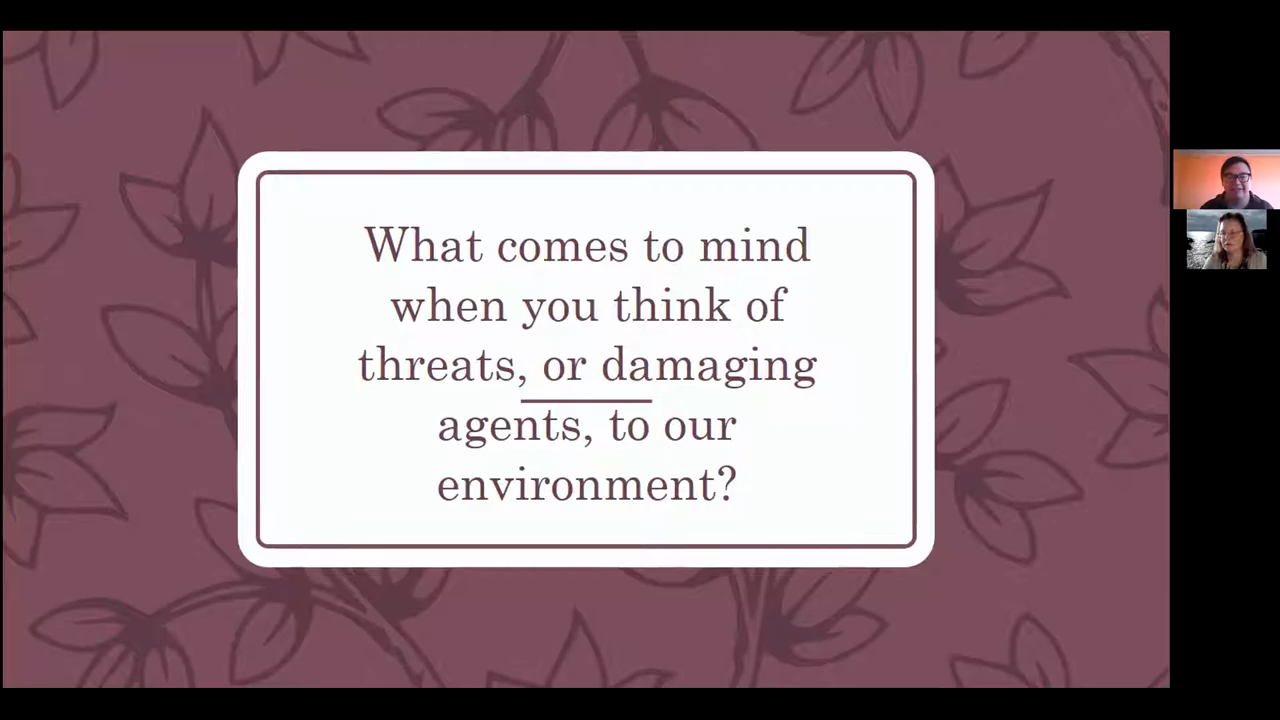 What comes to mind
when you think of
threats, or damaging
agents, to our
environment?